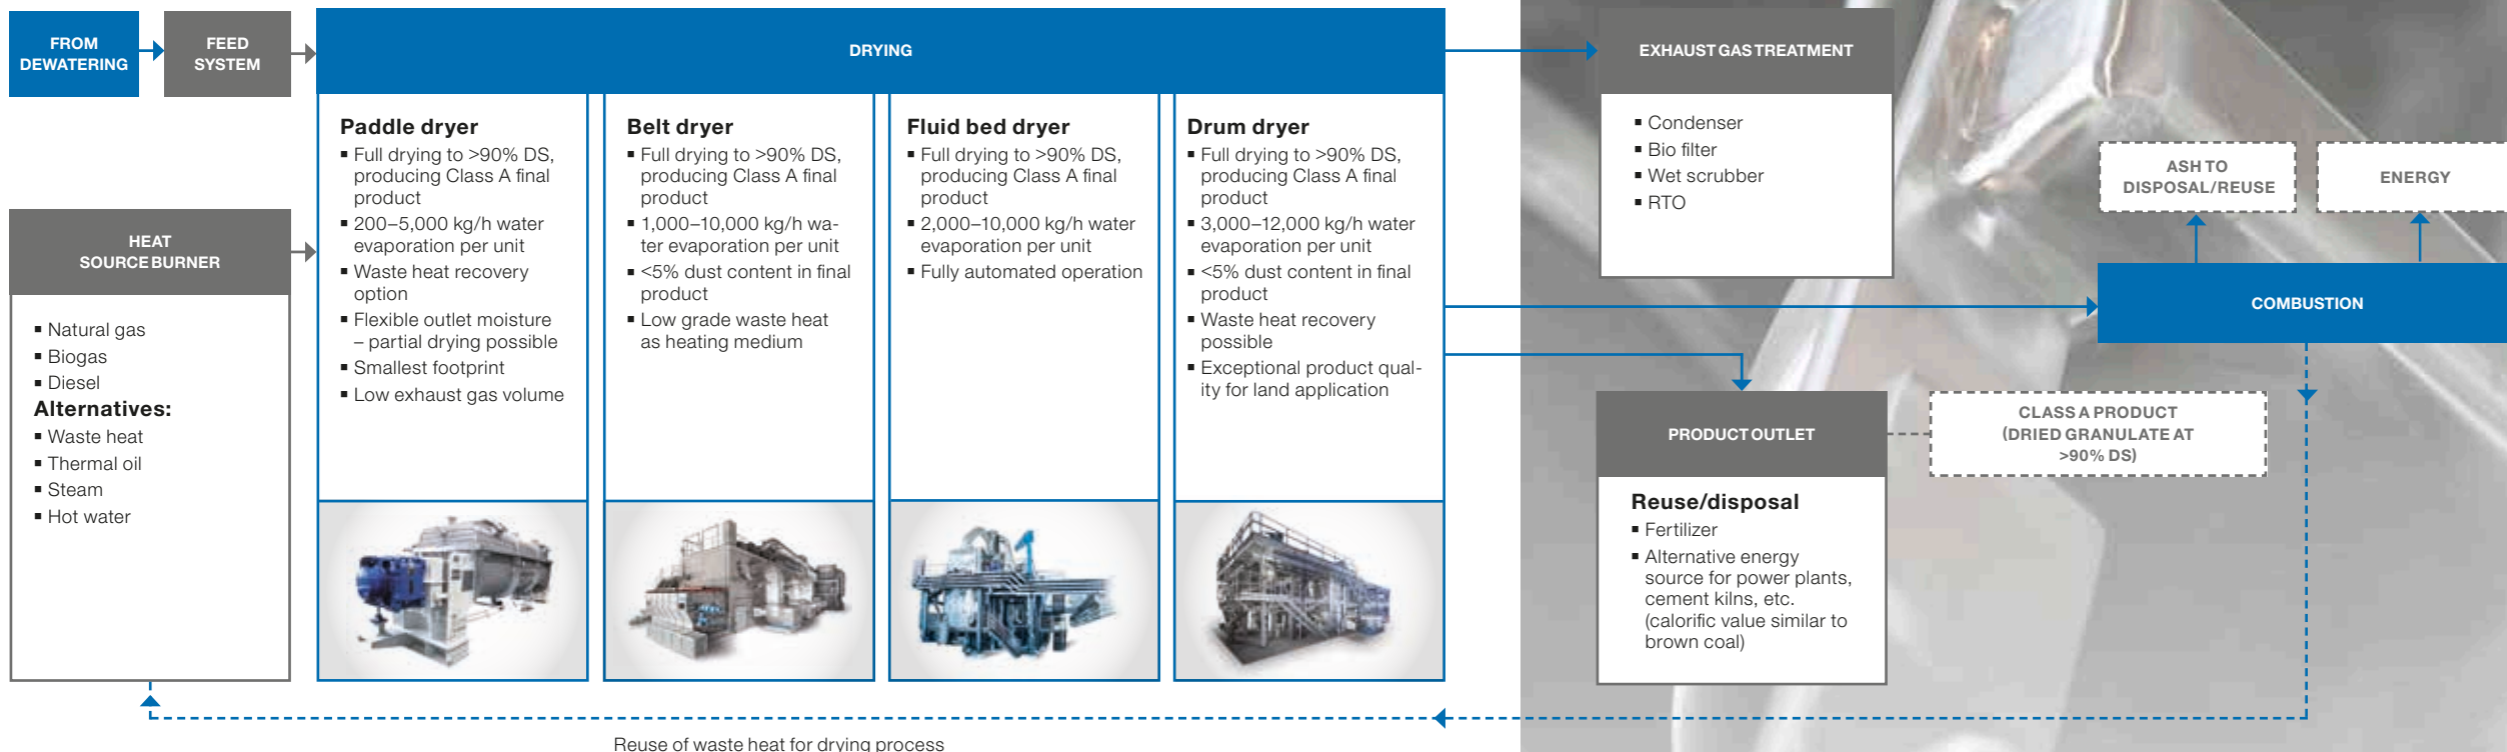 FROM
DEWATERING
FEED
SYSTEM
DRYING
EXHAUST GAS TREATMENT
HEAT
SOURCE BURNER
▪ Natural gas
▪ Biogas
▪ Diesel
Alternatives:
▪ Waste heat
▪ Thermal oil
▪ Steam
▪ Hot water
Paddle dryer
▪ Full drying to >90% DS,
producing Class A final
product
▪ 200–5,000 kg/h water
evaporation per unit
▪ Waste heat recovery
option
▪ Flexible outlet moisture
– partial drying possible
▪ Smallest footprint
▪ Low exhaust gas volume
Belt dryer
▪ Full drying to >90% DS,
producing Class A final
product
▪ 1,000–10,000 kg/h wa-
ter evaporation per unit
▪ <5% dust content in final
product
▪ Low grade waste heat
as heating medium
Fluid bed dryer
▪ Full drying to >90% DS,
producing Class A final
product
▪ 2,000–10,000 kg/h water
evaporation per unit
▪ Fully automated operation
Drum dryer
▪ Full drying to >90% DS,
producing Class A final
product
▪ 3,000–12,000 kg/h water
evaporation per unit
▪ <5% dust content in final
product
▪ Waste heat recovery
possible
▪ Exceptional product qual-
ity for land application
▪ Condenser
▪ Bio filter
▪ Wet scrubber
▪ RTO
ASH TO
DISPOSAL/REUSE
ENERGY
COMBUSTION
PRODUCT OUTLET
CLASS A PRODUCT
(DRIED GRANULATE AT
>90% DS)
Reuse/disposal
▪ Fertilizer
▪ Alternative energy
source for power plants,
cement kilns, etc.
(calorific value similar to
brown coal)
Reuse of waste heat for drying process